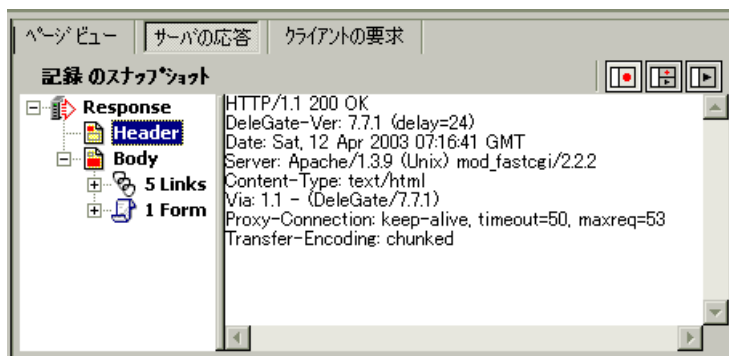 ページビュー サーバの応答 クライアントの要求
記録 のスナップショット
Response
Header
Body
5 Links
1 Form
HTTP/1.1 200 OK
DeleGate-Ver: 7.7.1 (delay=24)
Date: Sat, 12 Apr 2003 07:16:41 GMT
Server: Apache/1.3.9 (Unix) mod_fastcgi/2.2.2
Content-Type: text/html
Via: 1.1 - (DeleGate/7.7.1)
Proxy-Connection: keep-alive, timeout=50, maxreq=53
Transfer-Encoding: chunked